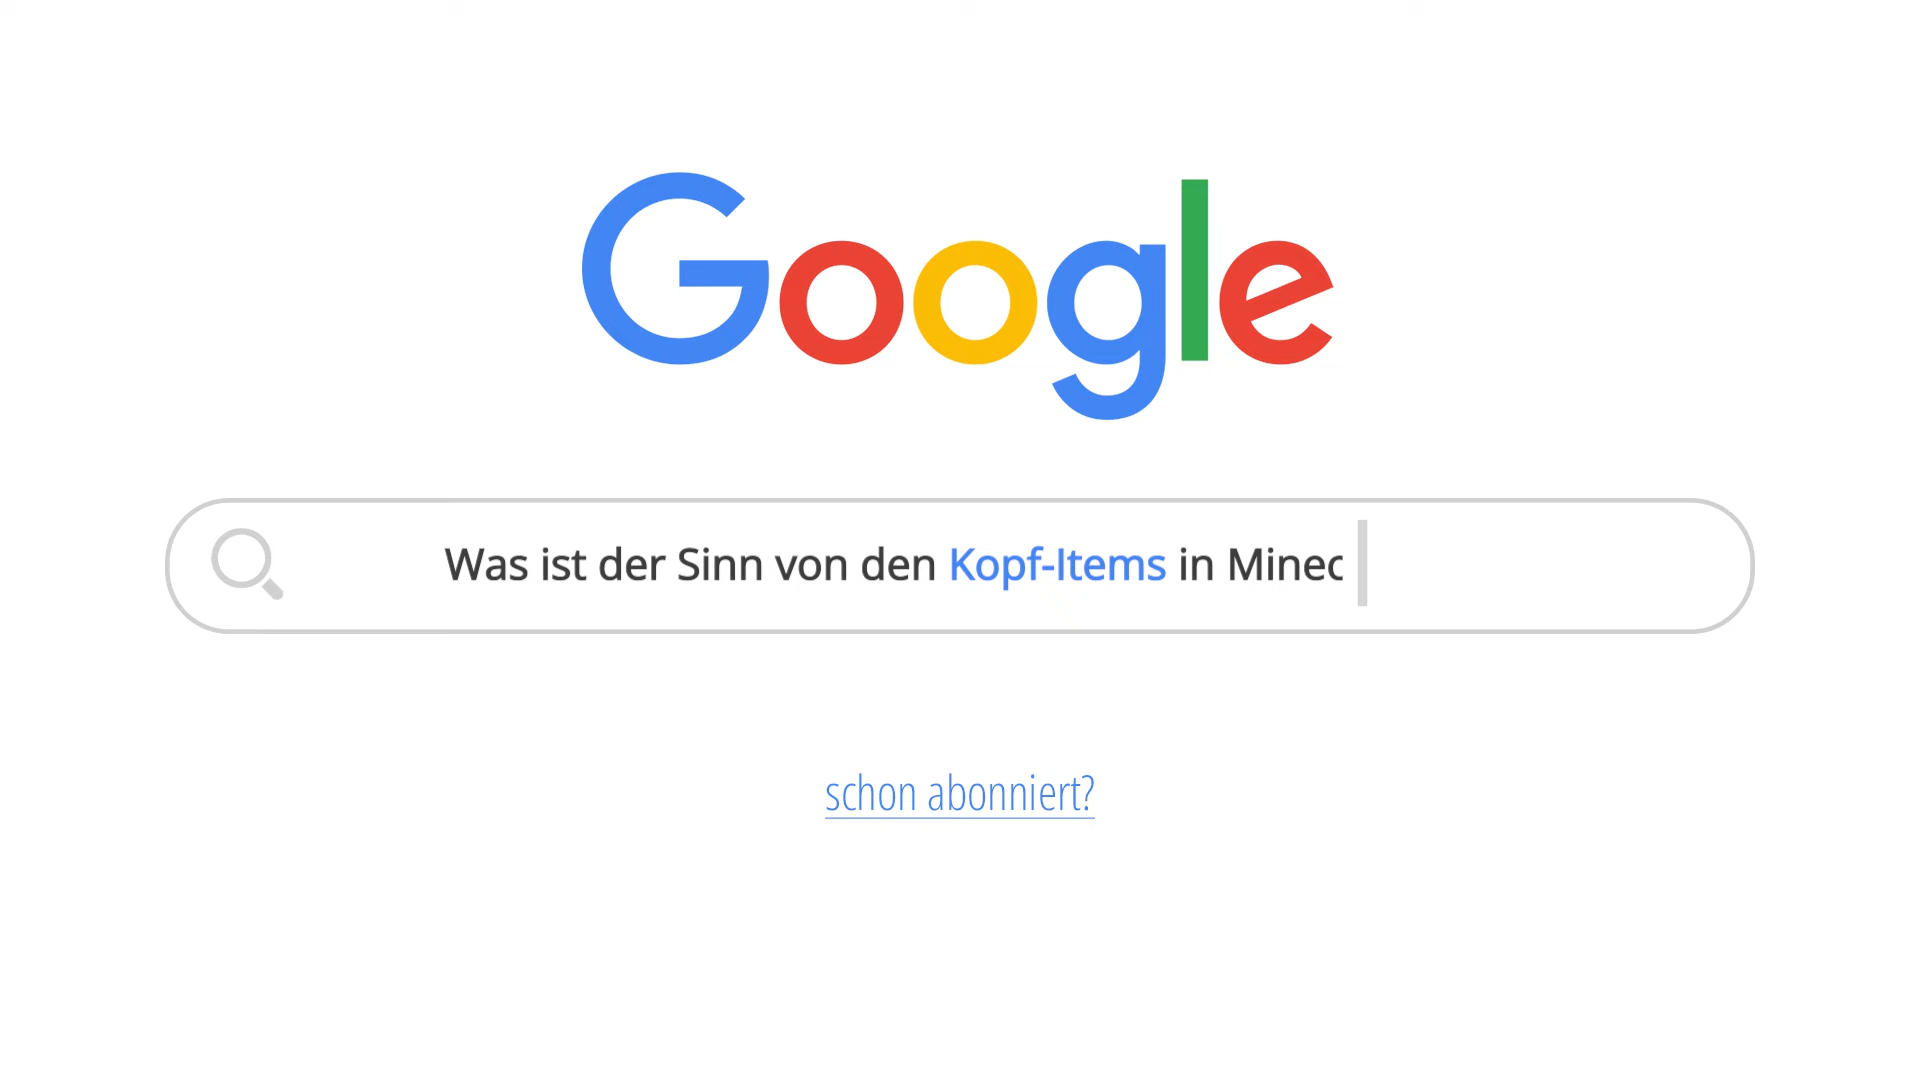 Google
Was ist der Sinn von den Kopf-Items in Minec
schon abonniert?